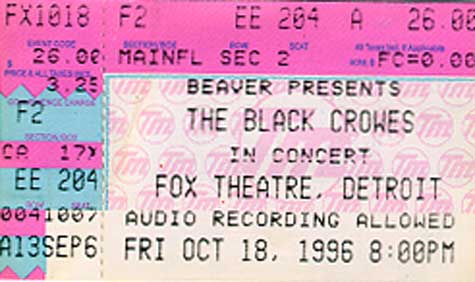 FX1018 F2 EE 204 A 26.00
EVENT CODE SECTION/BOX ROW SEAT
$ 26.00 MAINFL SEC 2 $ FC=0.00
PRICE & ALL TAXES INCL.
3.25 BEAVER PRESENTS
F2 THE BLACK CROWES
SECTION/BOX
CA 17X IN CONCERT
EE 204 FOX THEATRE, DETROIT
ROW SEAT
0041007 AUDIO RECORDING ALLOWED
A13SEP6 FRI OCT 18, 1996 8:00PM